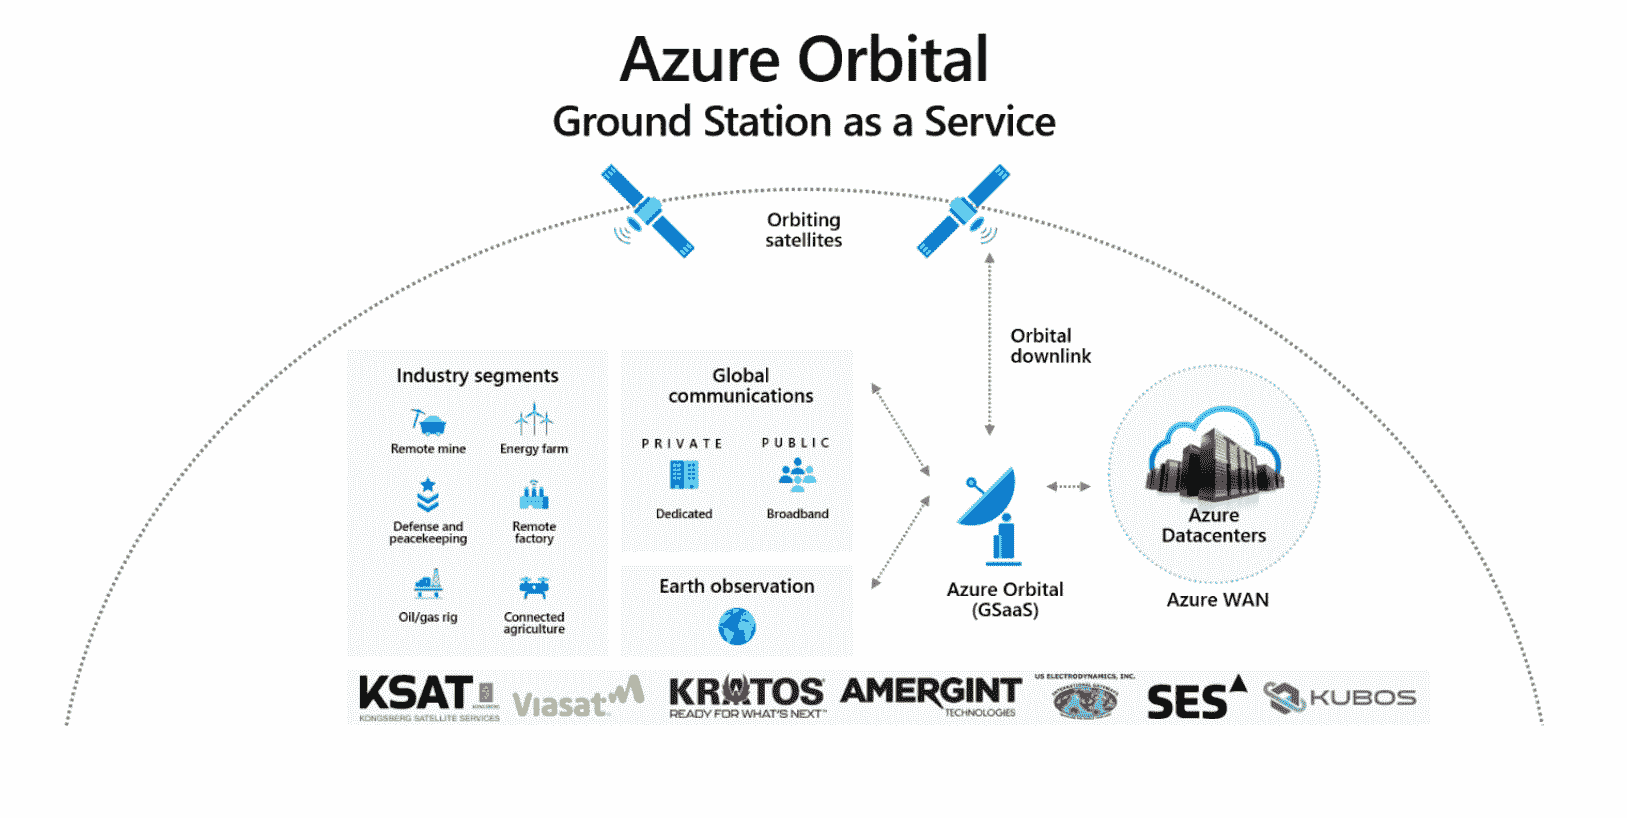 Azure Orbital
Ground Station as a Service
Orbiting
satellites
Orbital
downlink
Industry segments
Remote mine
Energy farm
Defense and
peacekeeping
Remote
factory
Oil/gas rig
Connected
agriculture
Global
communications
PRIVATE
PUBLIC
Dedicated
Broadband
Earth observation
Azure Orbital
(GSaaS)
Azure
Datacenters
Azure WAN
KSAT
KONGSBERG SATELLITE SERVICES
Viasat
KRATOS
READY FOR WHAT'S NEXT™
AMERGINT
TECHNOLOGIES
US ELECTRODYNAMICS, INC.
SES
KUBOS